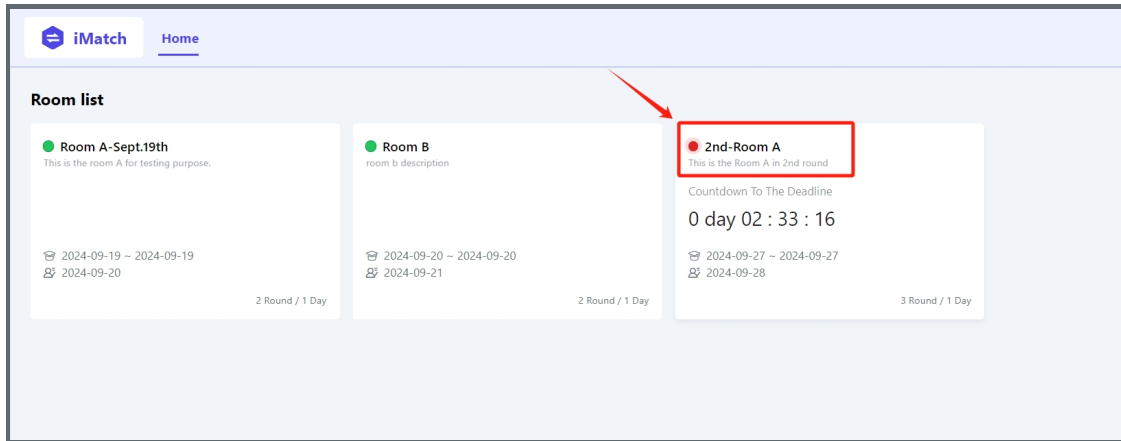 iMatch
Home
Room list
Room A-Sept.19th
This is the room A for testing purpose.
2024-09-19 ~ 2024-09-19
2024-09-20
2 Round / 1 Day
Room B
room b description
2024-09-20 ~ 2024-09-20
2024-09-21
2 Round / 1 Day
2nd-Room A
This is the Room A in 2nd round
Countdown To The Deadline
0 day 02 : 33 : 16
2024-09-27 ~ 2024-09-27
2024-09-28
3 Round / 1 Day